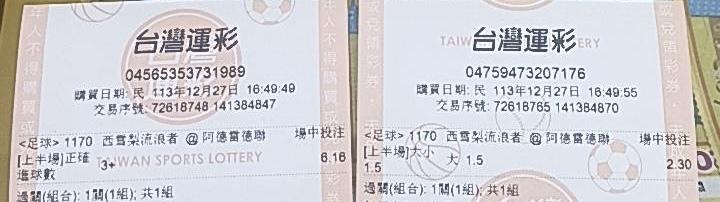 台灣運彩
04565353731989
購買日期: 民 113年12月27日 16:49:49
交易序號: 72618748 141384847
<足球> 1170 西雪梨流浪者 @ 阿德雷德聯 場中投注
[上半場]正確進球數 3+ 6.16
TAIWAN SPORTS LOTTERY
過關(組合): 1關(1組); 共1組
台灣運彩
04759473207176
購買日期: 民 113年12月27日 16:49:55
交易序號: 72618765 141384870
<足球> 1170 西雪梨流浪者 @ 阿德雷德聯 場中投注
[上半場]大小 大 1.5
1.5 2.30
過關(組合): 1關(1組); 共1組